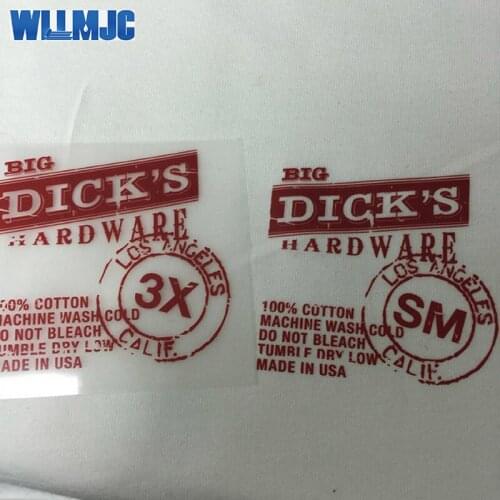 WLLMJC
BIG
DICK'S
HARDWARE
LOS ANGELES
3X
CALIF.
00% COTTON
MACHINE WASH COLD
DO NOT BLEACH
TUMBLE DRY LOW
MADE IN USA
BIG
DICK'S
HARDWARE
LOS ANGELES
SM
CALIF.
100% COTTON
MACHINE WASH COLD
DO NOT BLEACH
TUMBLE DRY LOW
MADE IN USA